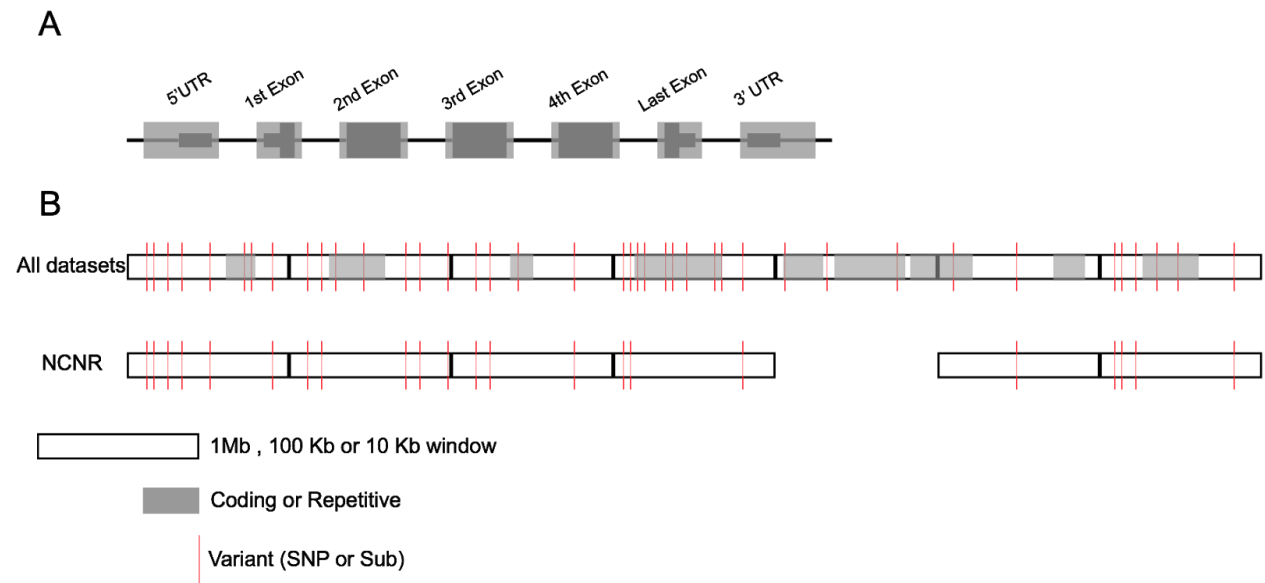 A
5'UTR
1st Exon
2nd Exon
3rd Exon
4th Exon
Last Exon
3' UTR
B
All datasets
NCNR
1Mb , 100 Kb or 10 Kb window
Coding or Repetitive
Variant (SNP or Sub)